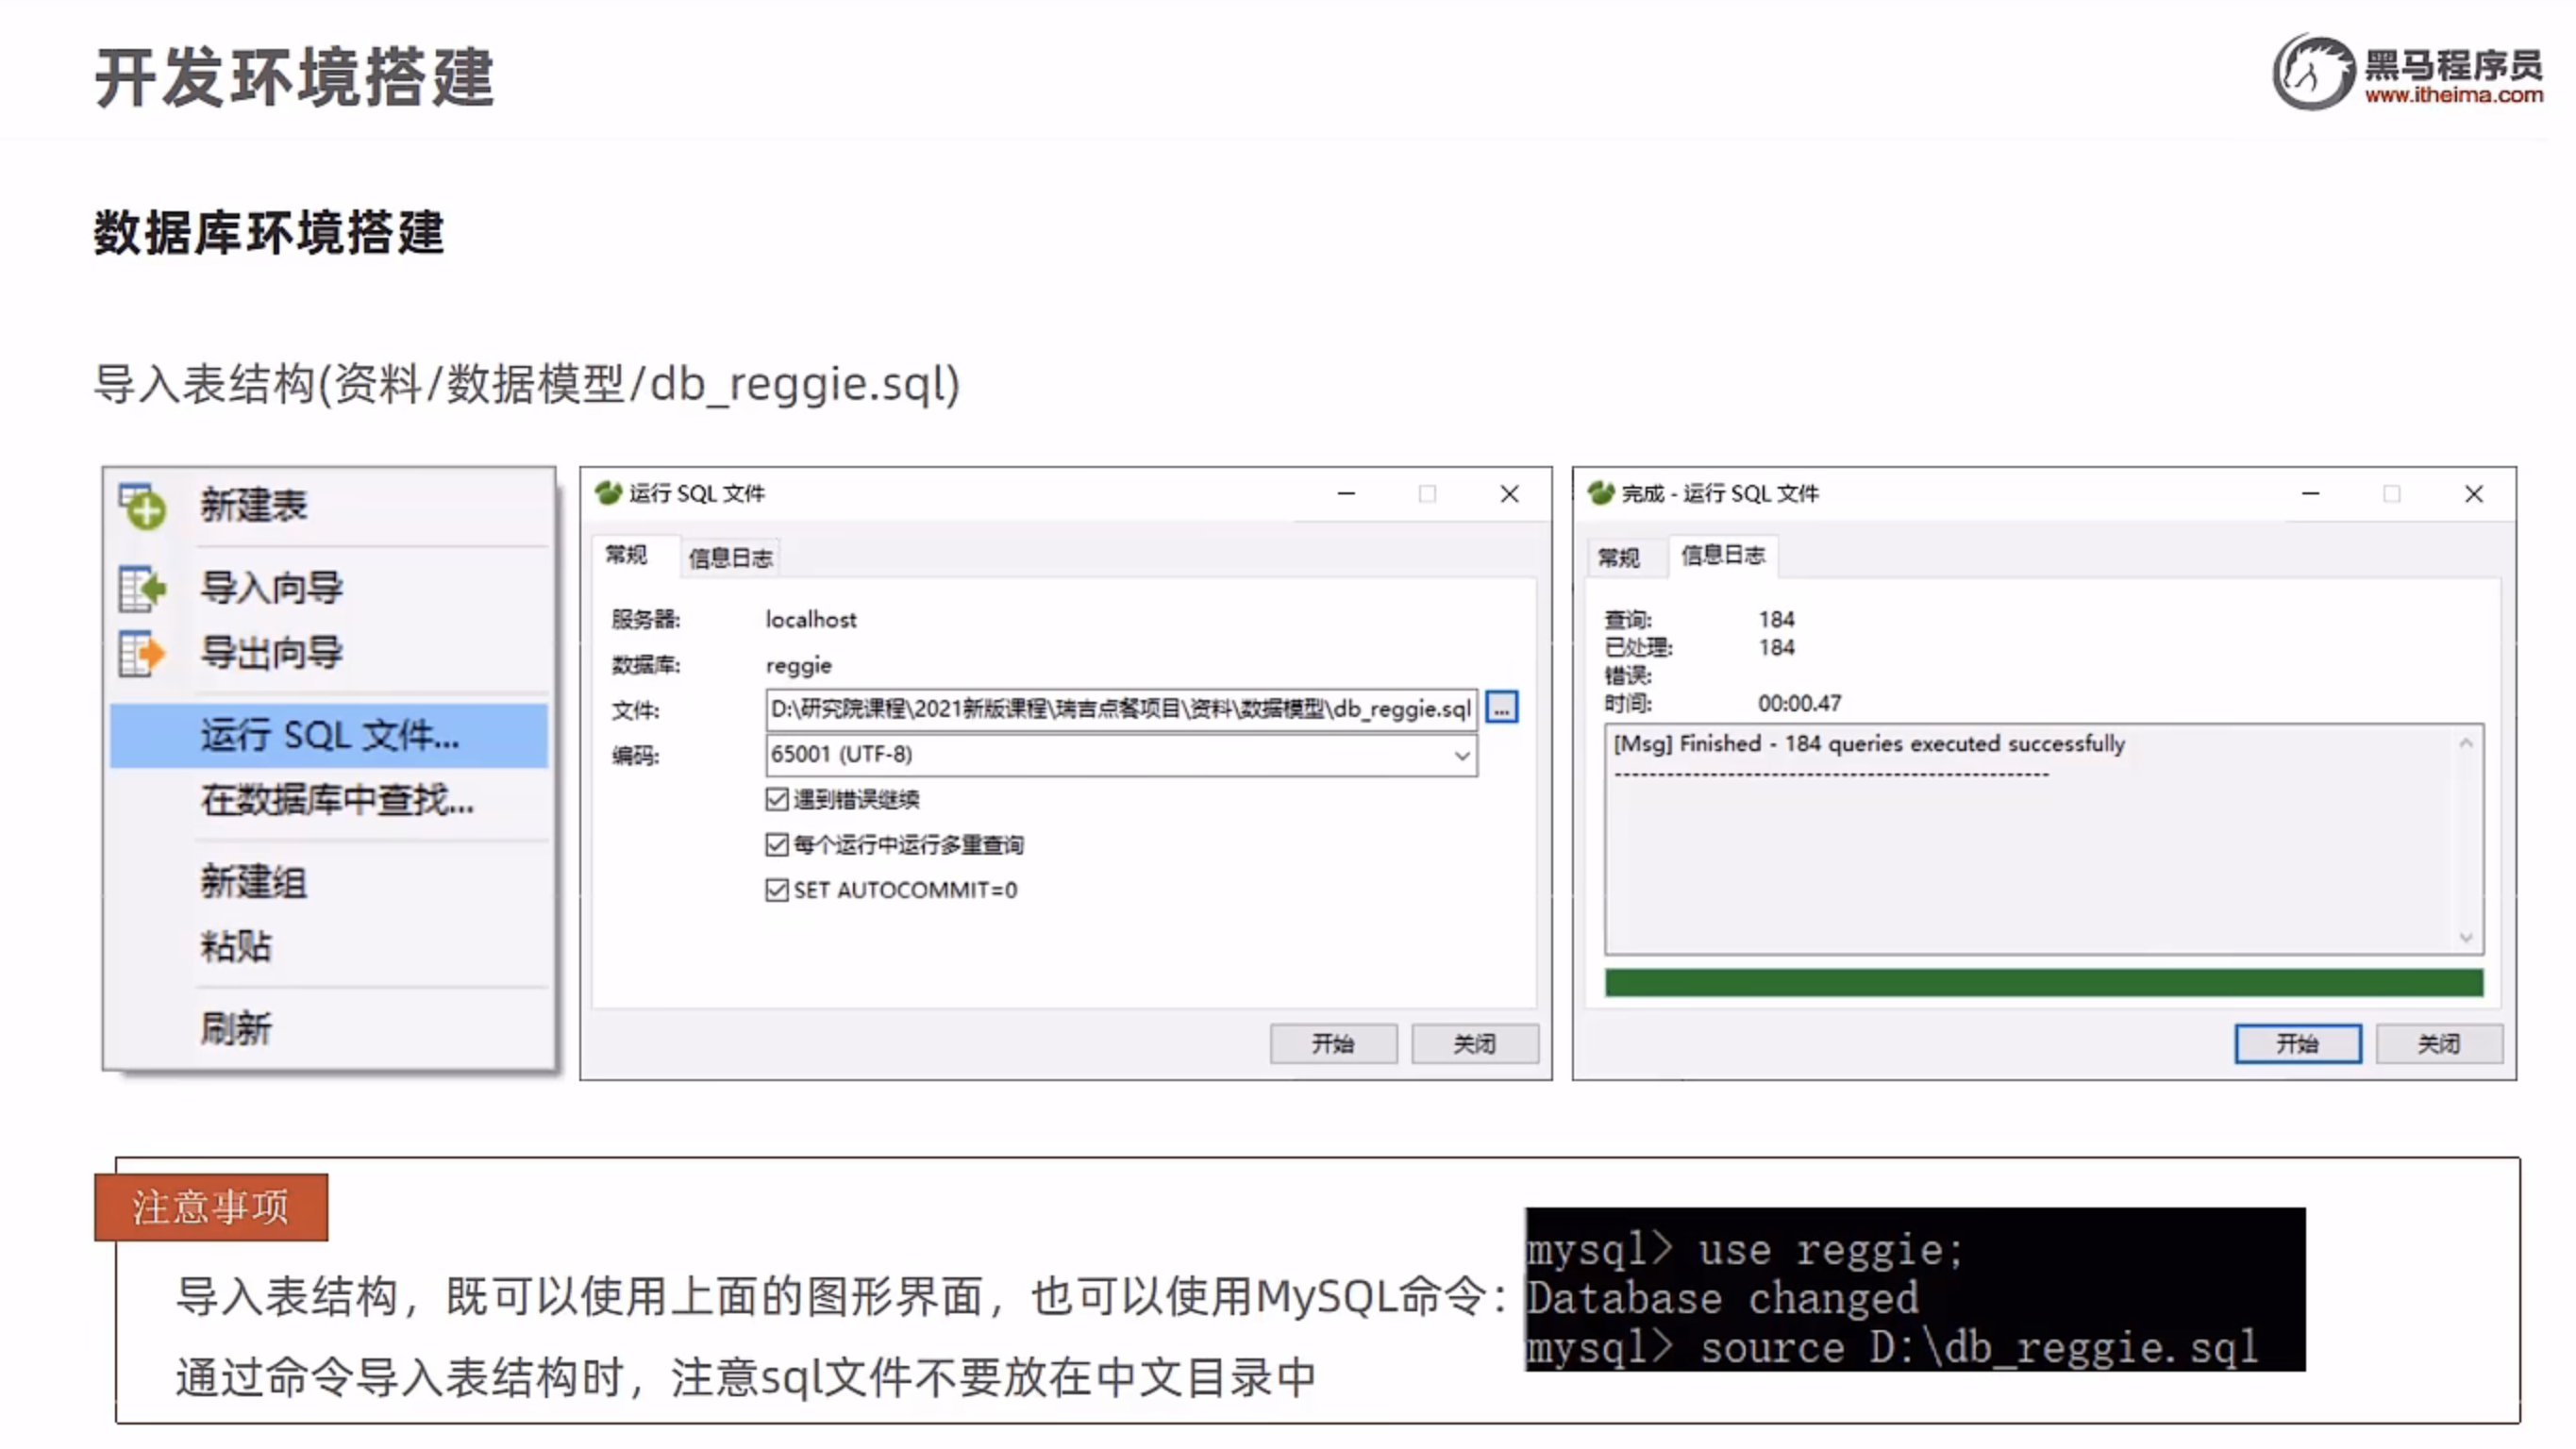 开发环境搭建
黑马程序员
www.itheima.com
数据库环境搭建
导入表结构(资料/数据模型/db_reggie.sql)
新建表
导入向导
导出向导
运行 SQL 文件...
在数据库中查找...
新建组
粘贴
刷新
运行 SQL 文件
常规 信息日志
服务器: localhost
数据库: reggie
文件: D:\研究院课程\2021新版课程\瑞吉点餐项目\资料\数据模型\db_reggie.sql ...
编码: 65001 (UTF-8)
遇到错误继续
每个运行中运行多重查询
SET AUTOCOMMIT=0
开始 关闭
完成 - 运行 SQL 文件
常规 信息日志
查询: 184
已处理: 184
错误:
时间: 00:00.47
[Msg] Finished - 184 queries executed successfully
--------------------------------------------------
开始 关闭
注意事项
导入表结构，既可以使用上面的图形界面，也可以使用MySQL命令：
通过命令导入表结构时，注意sql文件不要放在中文目录中
mysql> use reggie;
Database changed
mysql> source D:\db_reggie.sql